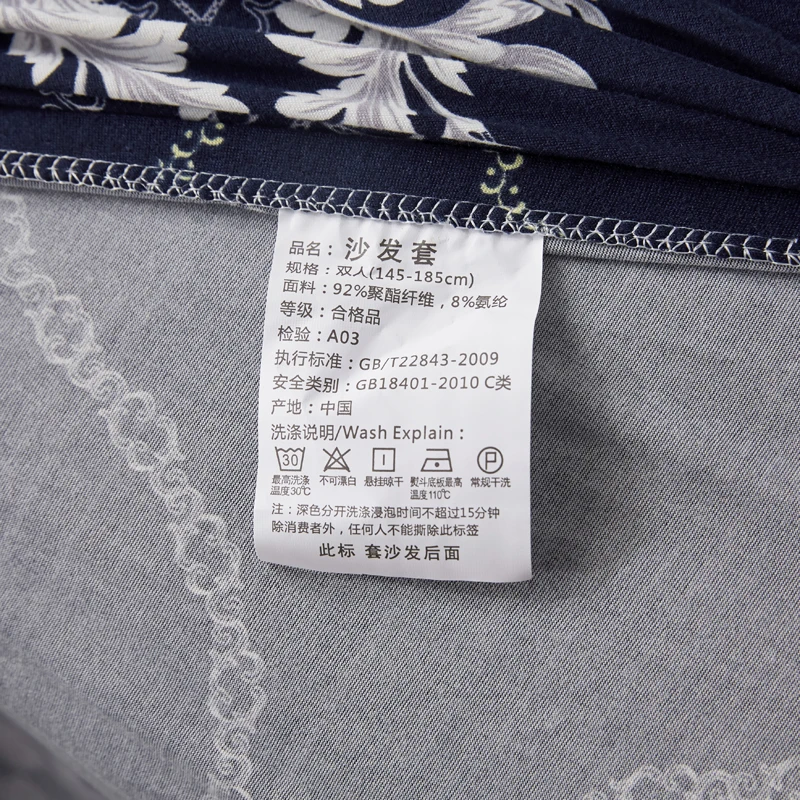 品名：沙发套
规格：双人(145-185cm)
面料：92%聚酯纤维，8%氨纶
等级：合格品
检验：A03
执行标准：GB/T22843-2009
安全类别：GB18401-2010 C类
产地：中国
洗涤说明/Wash Explain：
30 P
最高洗涤温度30℃ 不可漂白 悬挂晾干 熨斗底板最高温度110℃ 常规干洗
注：深色分开洗涤浸泡时间不超过15分钟
除消费者外，任何人不能撕除此标签
此标 套沙发后面